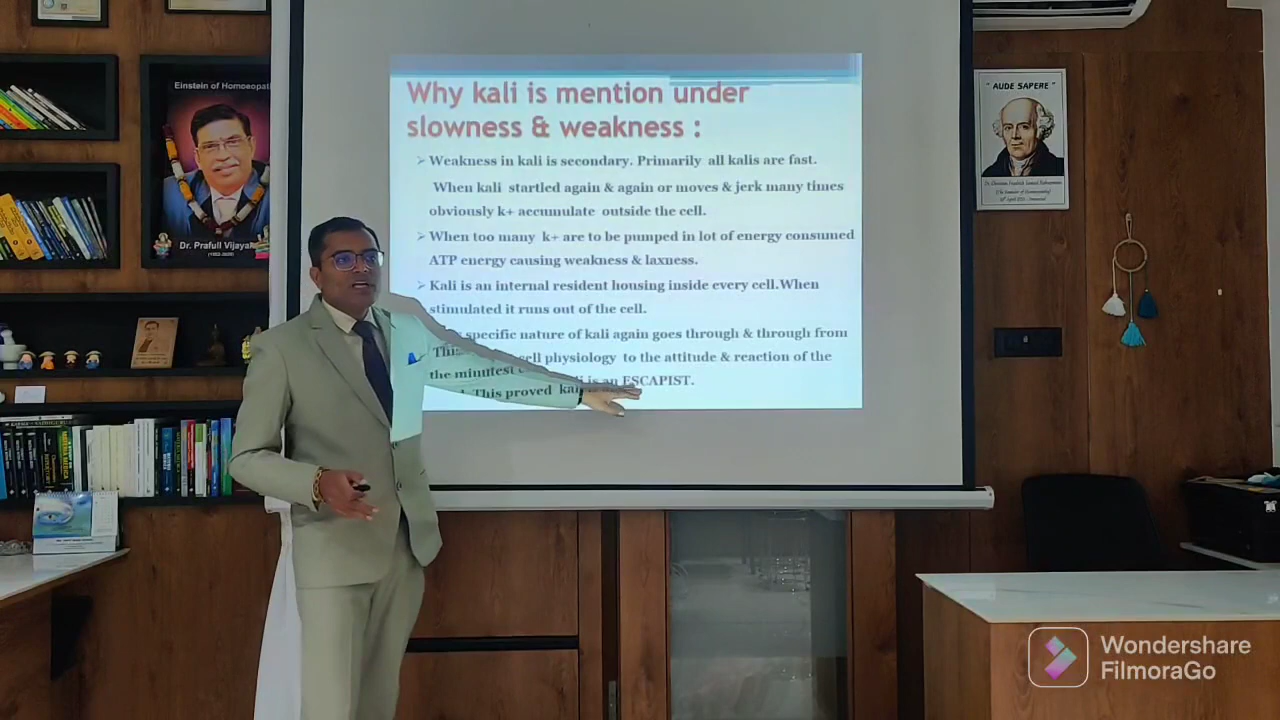 Einstein of Homoeopat
Dr. Prafull Vijayak
Why kali is mention under
slowness & weakness :
Weakness in kali is secondary. Primarily all kalis are fast.
When kali startled again & again or moves & jerk many times
obviously k+ accumulate outside the cell.
When too many k+ are to be pumped in lot of energy consumed
ATP energy causing weakness & laxness.
Kali is an internal resident housing inside every cell.When
stimulated it runs out of the cell.
specific nature of kali again goes through & through from
cell physiology to the attitude & reaction of the
the minutest
This proved
is an ESCAPIST.
" AUDE SAPERE "
Wondershare
FilmoraGo